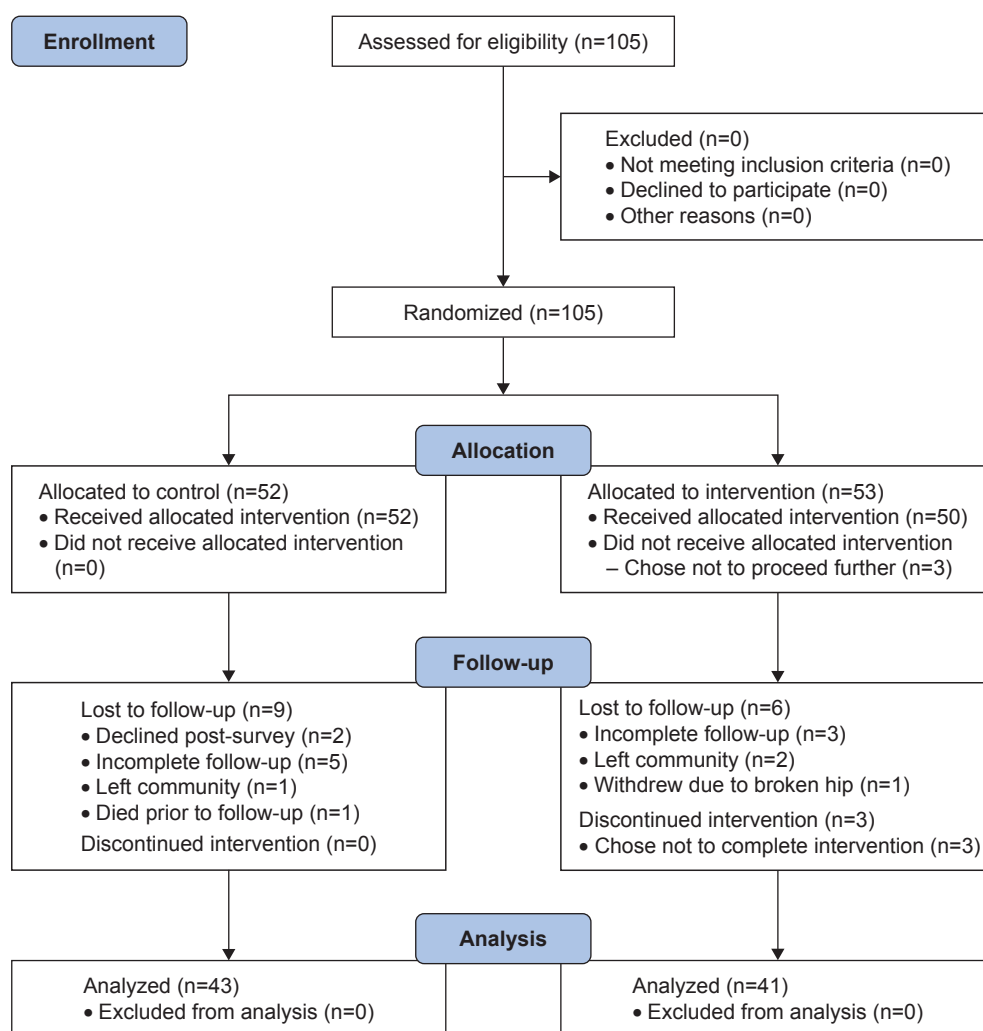 Enrollment
Assessed for eligibility (n=105)
Excluded (n=0)
• Not meeting inclusion criteria (n=0)
• Declined to participate (n=0)
• Other reasons (n=0)
Randomized (n=105)
Allocation
Allocated to control (n=52)
• Received allocated intervention (n=52)
• Did not receive allocated intervention
(n=0)
Allocated to intervention (n=53)
• Received allocated intervention (n=50)
• Did not receive allocated intervention
– Chose not to proceed further (n=3)
Follow-up
Lost to follow-up (n=9)
• Declined post-survey (n=2)
• Incomplete follow-up (n=5)
• Left community (n=1)
• Died prior to follow-up (n=1)
Discontinued intervention (n=0)
Lost to follow-up (n=6)
• Incomplete follow-up (n=3)
• Left community (n=2)
• Withdrew due to broken hip (n=1)
Discontinued intervention (n=3)
• Chose not to complete intervention (n=3)
Analysis
Analyzed (n=43)
• Excluded from analysis (n=0)
Analyzed (n=41)
• Excluded from analysis (n=0)